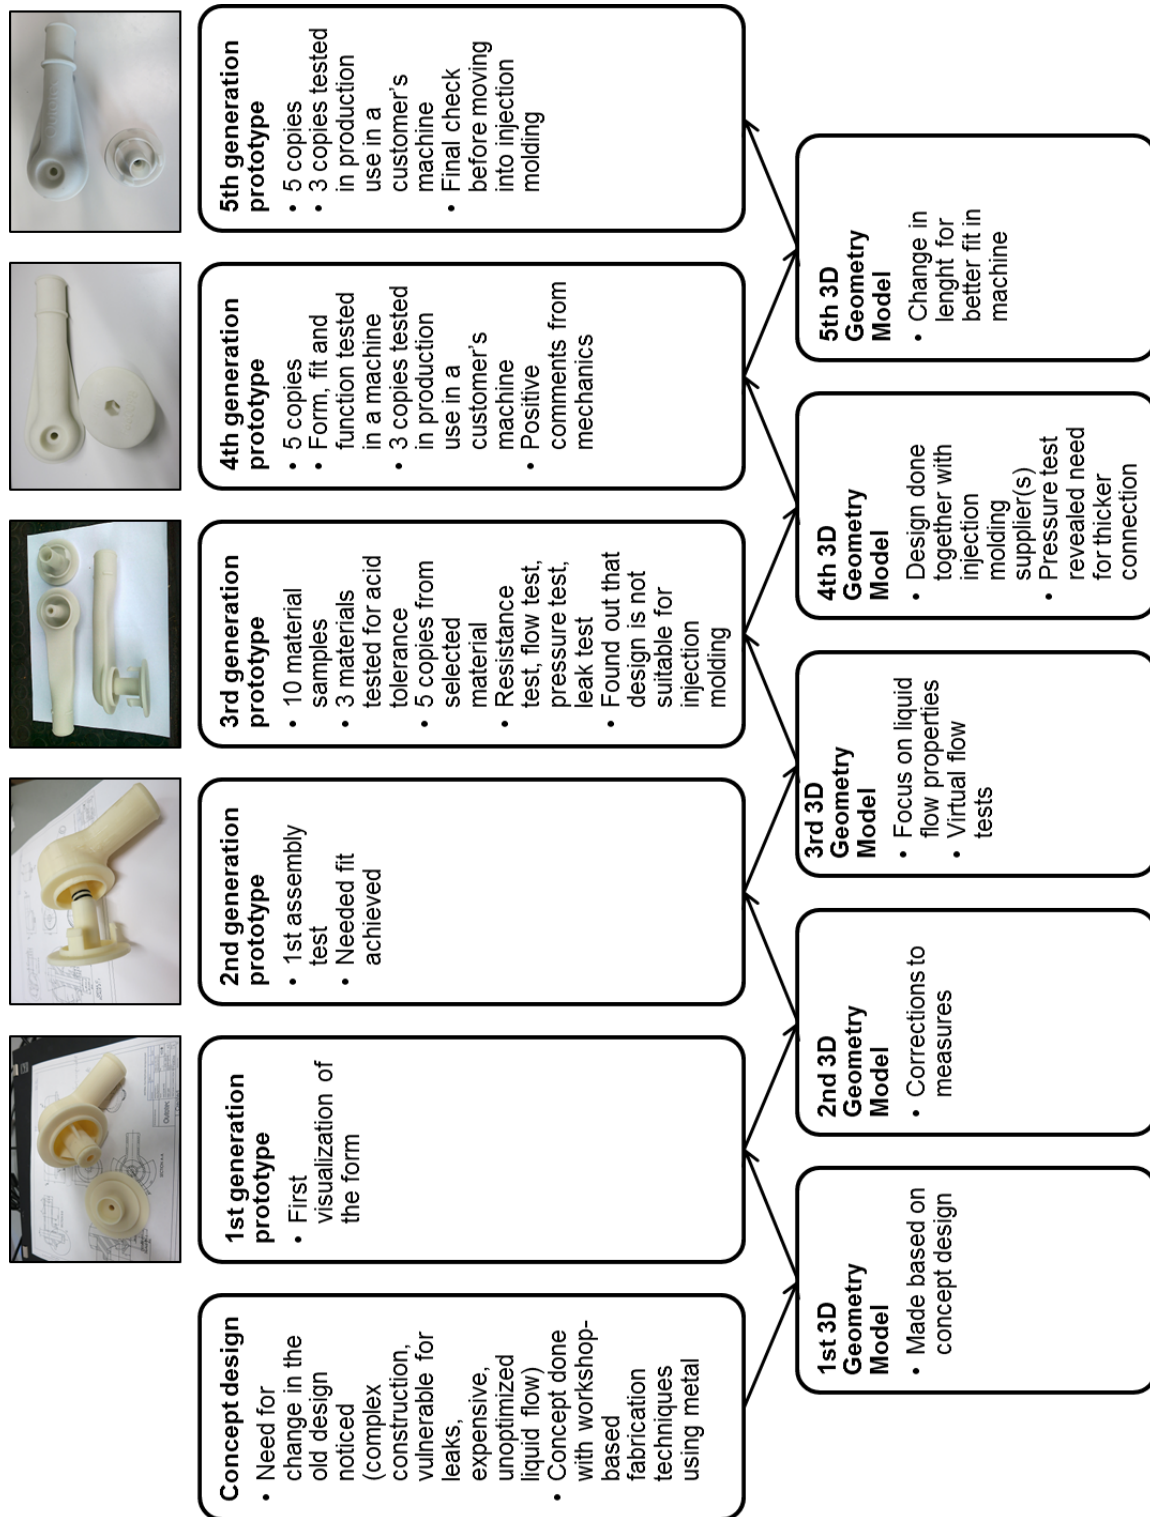 Concept design
• Need for
change in the
old design
noticed
(complex
construction,
vulnerable for
leaks,
expensive,
unoptimized
liquid flow)
• Concept done
with workshop-
based
fabrication
techniques
using metal
1st 3D
Geometry
Model
• Made based on
concept design
1st generation
prototype
• First
visualization of
the form
2nd 3D
Geometry
Model
• Corrections to
measures
2nd generation
prototype
• 1st assembly
test
• Needed fit
achieved
3rd 3D
Geometry
Model
• Focus on liquid
flow properties
• Virtual flow
tests
3rd generation
prototype
• 10 material
samples
• 3 materials
tested for acid
tolerance
• 5 copies from
selected
material
• Resistance
test, flow test,
pressure test,
leak test
• Found out that
design is not
suitable for
injection
molding
4th 3D
Geometry
Model
• Design done
together with
injection
molding
supplier(s)
• Pressure test
revealed need
for thicker
connection
4th generation
prototype
• 5 copies
• Form, fit and
function tested
in a machine
• 3 copies tested
in production
use in a
customer's
machine
• Positive
comments from
mechanics
5th 3D
Geometry
Model
• Change in
lenght for
better fit in
machine
5th generation
prototype
• 5 copies
• 3 copies tested
in production
use in a
customer's
machine
• Final check
before moving
into injection
molding